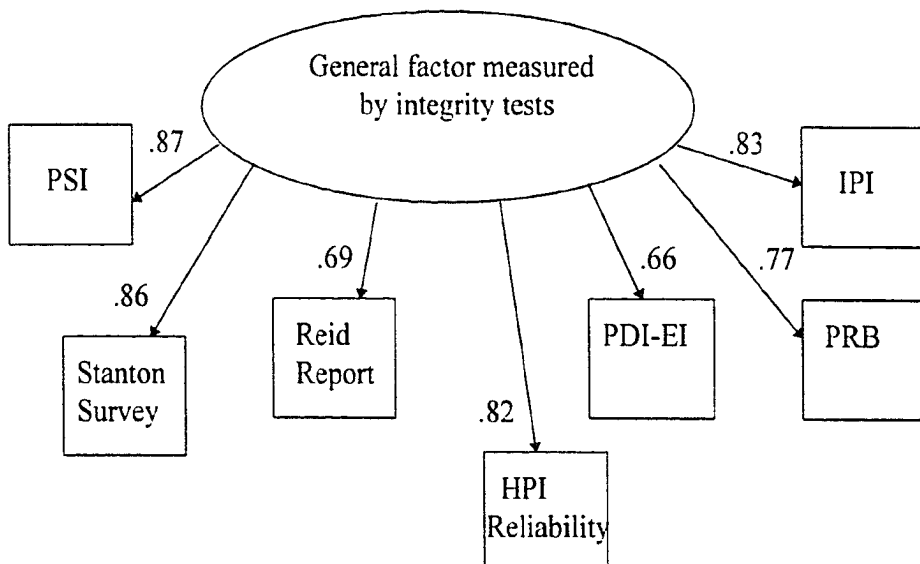 General factor measured
by integrity tests
.87
.83
PSI
IPI
.86
.69
.66
.77
Stanton
Survey
Reid
Report
PDI-EI
PRB
.82
HPI
Reliability